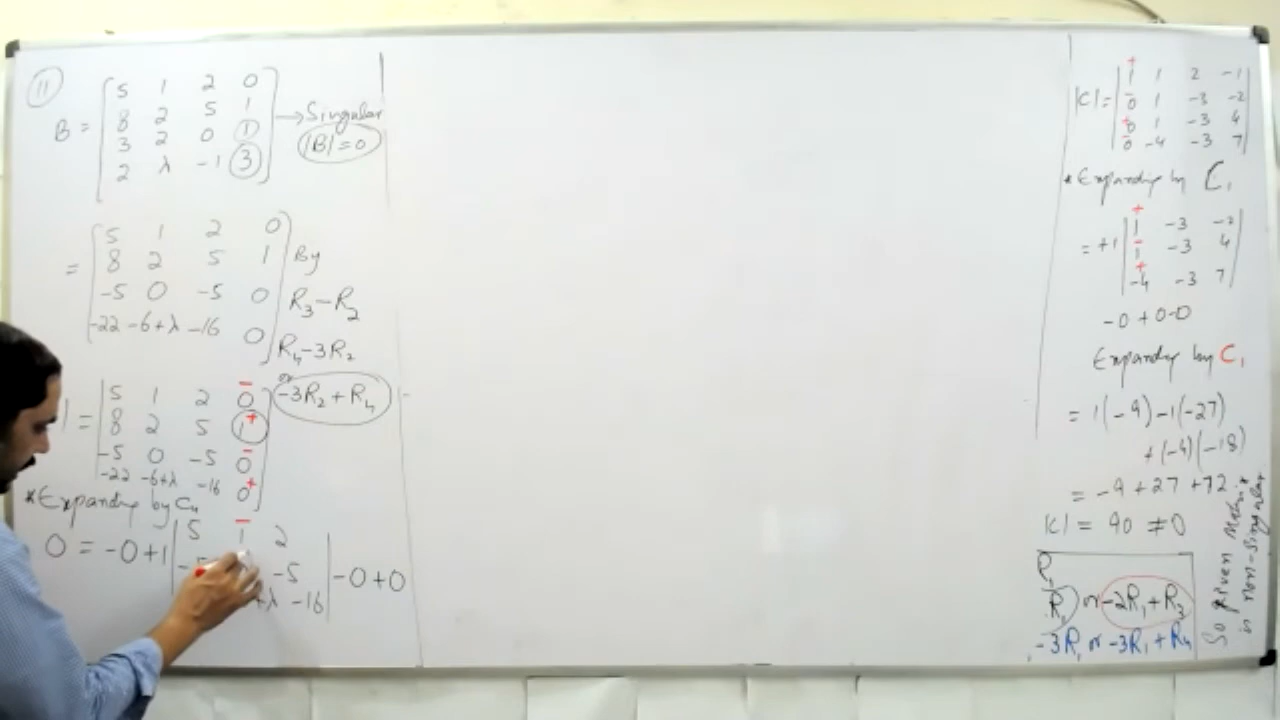 11
B = [ 5 1 2 0
8 2 5 1
3 2 0 1
2 λ -1 3 ] → Singular
|B| = 0
= [ 5 1 2 0
8 2 5 1
-5 0 -5 0
-22 -6+λ -16 0 ]
By
R₃-R₂
R₄-3R₂
or
-3R₂+R₄
| = | 5 1 2 0
8 2 5 1
-5 0 -5 0
-22 -6+λ -16 0
- + - +
*Expanding by C₄
-
0 = -0+1 | 5 1 2
-5
+λ -16 | -0+0
|C| = | 1 1 2 -1
0 1 -3 -2
0 1 -3 4
0 -4 -3 7 |
+ - + -
*Expanding by C₁
= +1 | 1 -3 -2
1 -3 4
-4 -3 7 |
+ - +
-0+0-0
Expanding by C₁
= 1(-9)-1(-27)
+(-4)(-18)
= -9+27+72
|C| = 90 ≠ 0
So given Matrix
is non-singular
R₁
R₁ or -2R₁+R₃
-3R₁ or -3R₁+R₄